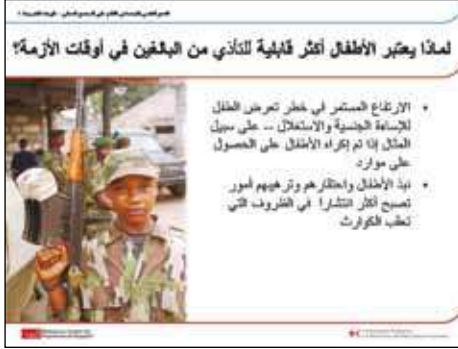 لماذا يعتبر الأطفال أكثر قابلية للتأذي من البالغين في أوقات الأزمة؟
• الارتفاع المستمر في خطر تعرض الطفل
للإساءة الجنسية والاستغلال -- على سبيل
المثال إذا تم إكراه الأطفال على الحصول
على موارد
• نبذ الأطفال واحتقارهم وترهيبهم أمور
تصبح أكثر انتشارا في الظروف التي
تعقب الكوارث